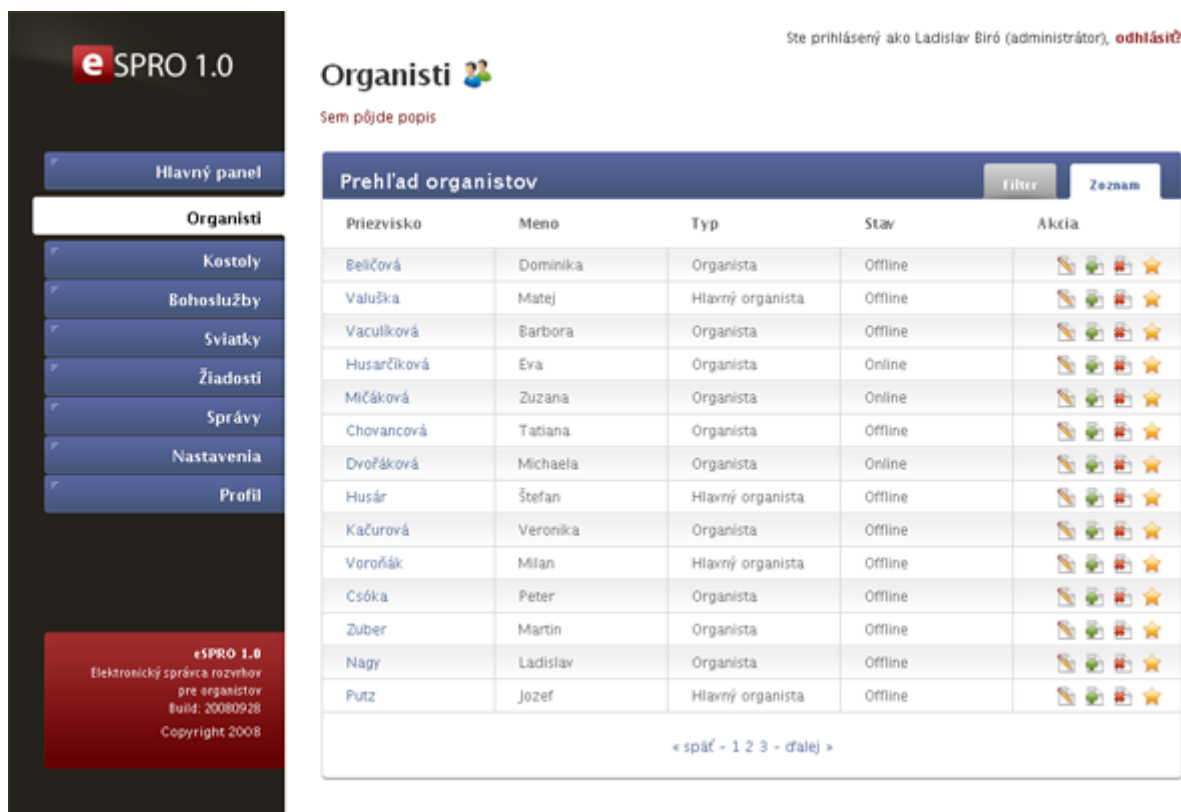 e SPRO 1.0
Hlavný panel
Organisti
Kostoly
Bohoslužby
Sviatky
Žiadosti
Správy
Nastavenia
Profil
eSPRO 1.0
Elektronický správca rozvrhov
pre organistov
Build: 20080928
Copyright 2008
Ste prihlásený ako Ladislav Biró (administrátor), odhlásiť?
Organisti
Sem pôjde popis
Prehľad organistov Filter Zoznam
Priezvisko Meno Typ Stav Akcia
Beličová Dominika Organista Offline
Valuška Matej Hlavný organista Offline
Vaculíková Barbora Organista Offline
Husarčíková Eva Organista Online
Mičáková Zuzana Organista Online
Chovancová Tatiana Organista Offline
Dvořáková Michaela Organista Online
Husár Štefan Hlavný organista Offline
Kačurová Veronika Organista Offline
Voroňák Milan Hlavný organista Offline
Csóka Peter Organista Offline
Zuber Martin Organista Offline
Nagy Ladislav Organista Offline
Putz Jozef Hlavný organista Offline
« späť - 1 2 3 - ďalej »